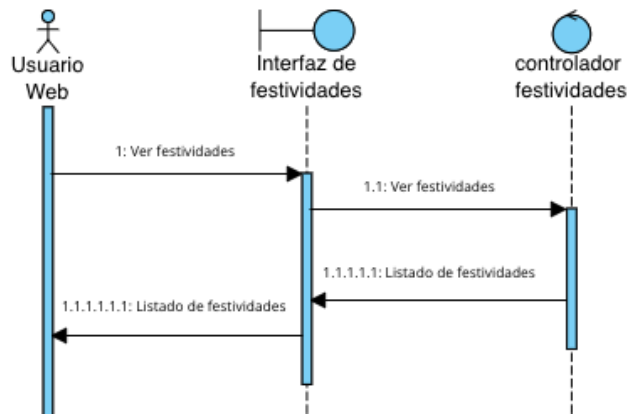 Usuario
Web
Interfaz de
festividades
controlador
festividades
1: Ver festividades
1.1: Ver festividades
1.1.1.1.1: Listado de festividades
1.1.1.1.1.1: Listado de festividades